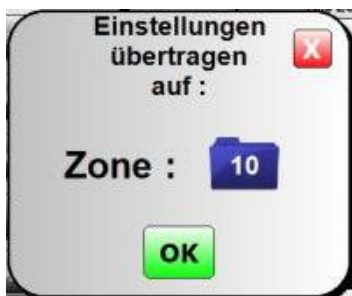 Einstellungen
übertragen
auf :
X
Zone : 10
OK